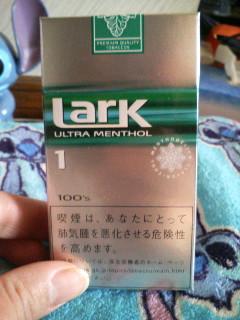 PREMIUM QUALITY
TOBACCOS
Lark
ULTRA MENTHOL
1
100's
喫煙は、あなたにとって
肺気腫を悪化させる危険性
を高めます。